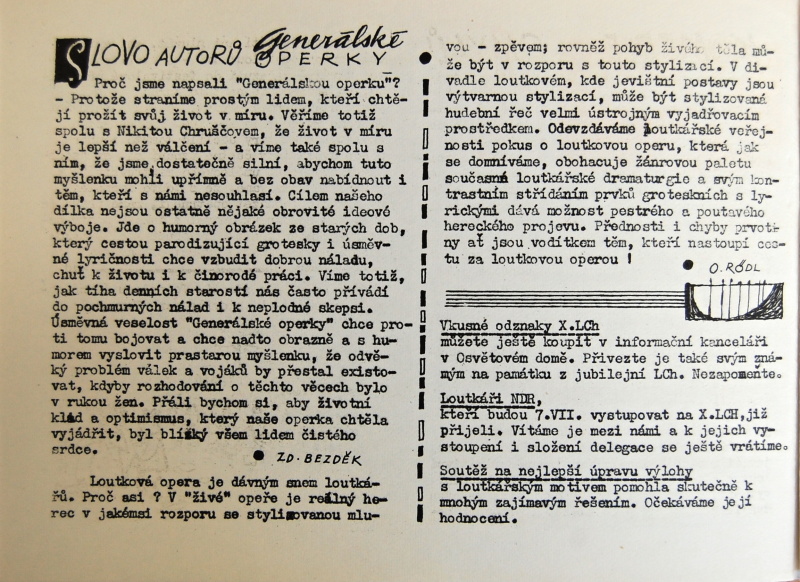 SLOVO AUTORŮ Generálské
OPERKY
Proč jsme napsali "Generálskou operku"?
- Protože straníme prostým lidem, kteří chtě-
jí prožít svůj život v míru. Věříme totiž
spolu s Nikitou Chruščovem, že život v míru
je lepší než válčení - a víme také spolu s
ním, že jsme dostatečně silní, abychom tuto
myšlenku mohli upřímně a bez obav nabídnout i
těm, kteří s námi nesouhlasí. Cílem našeho
dílka nejsou ostatně nějaké obrovité ideové
výboje. Jde o humorný obrázek ze starých dob,
který cestou parodizující grotesky i úsměv-
né lyričnosti chce vzbudit dobrou náladu,
chuť k životu i k činorodé práci. Víme totiž,
jak tíha denních starostí nás často přivádí
do pochmurných nálad i k neplodné skepsi.
Úsměvná veselost "Generálské operky" chce pro-
ti tomu bojovat a chce nadto obrazně a s hu-
morem vyslovit prastarou myšlenku, že odvě-
ký problém válek a vojáků by přestal existo-
vat, kdyby rozhodování o těchto věcech bylo
v rukou žen. Přáli bychom si, aby životní
klad a optimismus, který naše operka chtěla
vyjádřit, byl blízký všem lidem čistého
srdce.
ZD. BEZDĚK
Loutková opera je dávným snem loutká-
řů. Proč asi ? V "živé" opeře je reálný he-
rec v jakémsi rozporu se stylisovanou mlu-
vou - zpěvem; rovněž pohyb živého těla mů-
že být v rozporu s touto stylizací. V di-
vadle loutkovém, kde jevištní postavy jsou
výtvarnou stylizací, může být stylizovaná
hudební řeč velmi ústrojným vyjadřovacím
prostředkem. Odevzdáváme loutkářské veřej-
nosti pokus o loutkovou operu, která jak
se domníváme, obohacuje žánrovou paletu
současná loutkářské dramaturgie a svým kon-
trastním střídáním prvků groteskních s ly-
rickými dává možnost pestrého a poutavého
hereckého projevu. Přednosti i chyby prvoti-
ny ať jsou vodítkem těm, kteří nastoupí ces-
tu za loutkovou operou !
O. RÖDL
Vkusné odznaky X.LCh
můžete ještě koupit v informační kanceláři
v Osvětovém domě. Přivezte je také svým zná-
mým na památku z jubilejní LCh. Nezapomeňte.
Loutkáři NDR,
kteří budou 7.VII. vystupovat na X.LCH, již
přijeli. Vítáme je mezi námi a k jejich vy-
stoupení i složení delegace se ještě vrátíme.
Soutěž na nejlepší úpravu výlohy
s loutkářským motivem pomohla skutečně k
mnohým zajímavým řešením. Očekáváme její
hodnocení.